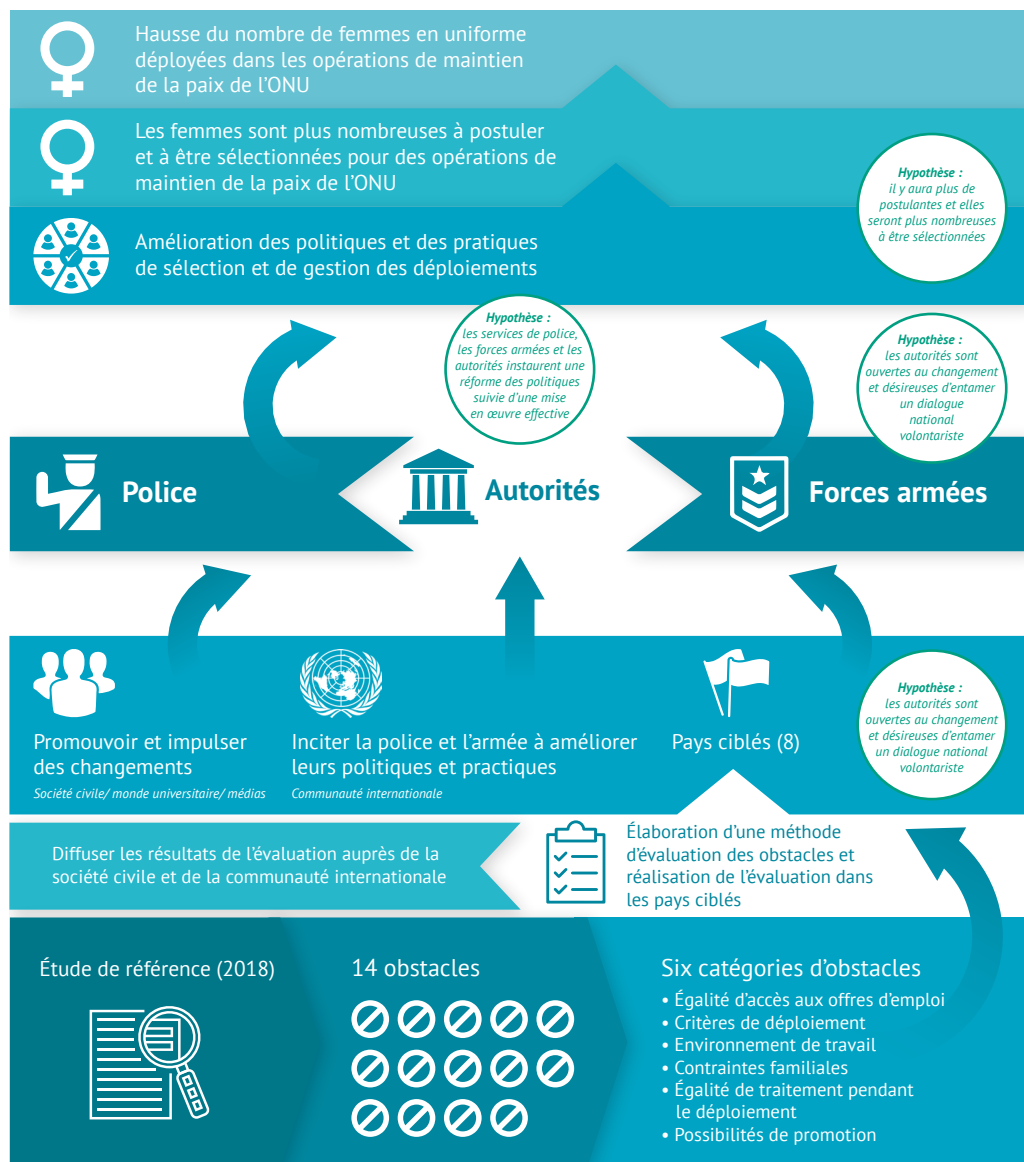 Hausse du nombre de femmes en uniforme
déployées dans les opérations de maintien
de la paix de l'ONU
Les femmes sont plus nombreuses à postuler
et à être sélectionnées pour des opérations de
maintien de la paix de l'ONU
Hypothèse :
il y aura plus de
postulantes et elles
seront plus nombreuses
à être sélectionnées
Amélioration des politiques et des pratiques
de sélection et de gestion des déploiements
Hypothèse :
les services de police,
les forces armées et les
autorités instaurent une
réforme des politiques
suivie d'une mise
en œuvre effective
Hypothèse :
les autorités sont
ouvertes au changement
et désireuses d'entamer
un dialogue
national
volontariste
Police
Autorités
Forces armées
Promouvoir et impulser
des changements
Société civile/ monde universitaire/ médias
Inciter la police et l'armée à améliorer
leurs politiques et practiques
Communauté internationale
Pays ciblés (8)
Hypothèse :
les autorités sont
ouvertes au changement
et désireuses d'entamer
un dialogue national
volontariste
Diffuser les résultats de l'évaluation auprès de la
société civile et de la communauté internationale
Élaboration d'une méthode
d'évaluation des obstacles et
réalisation de l'évaluation dans
les pays ciblés
Étude de référence (2018)
14 obstacles
Six catégories d'obstacles
• Égalité d'accès aux offres d'emploi
• Critères de déploiement
• Environnement de travail
• Contraintes familiales
• Égalité de traitement pendant
le déploiement
• Possibilités de promotion